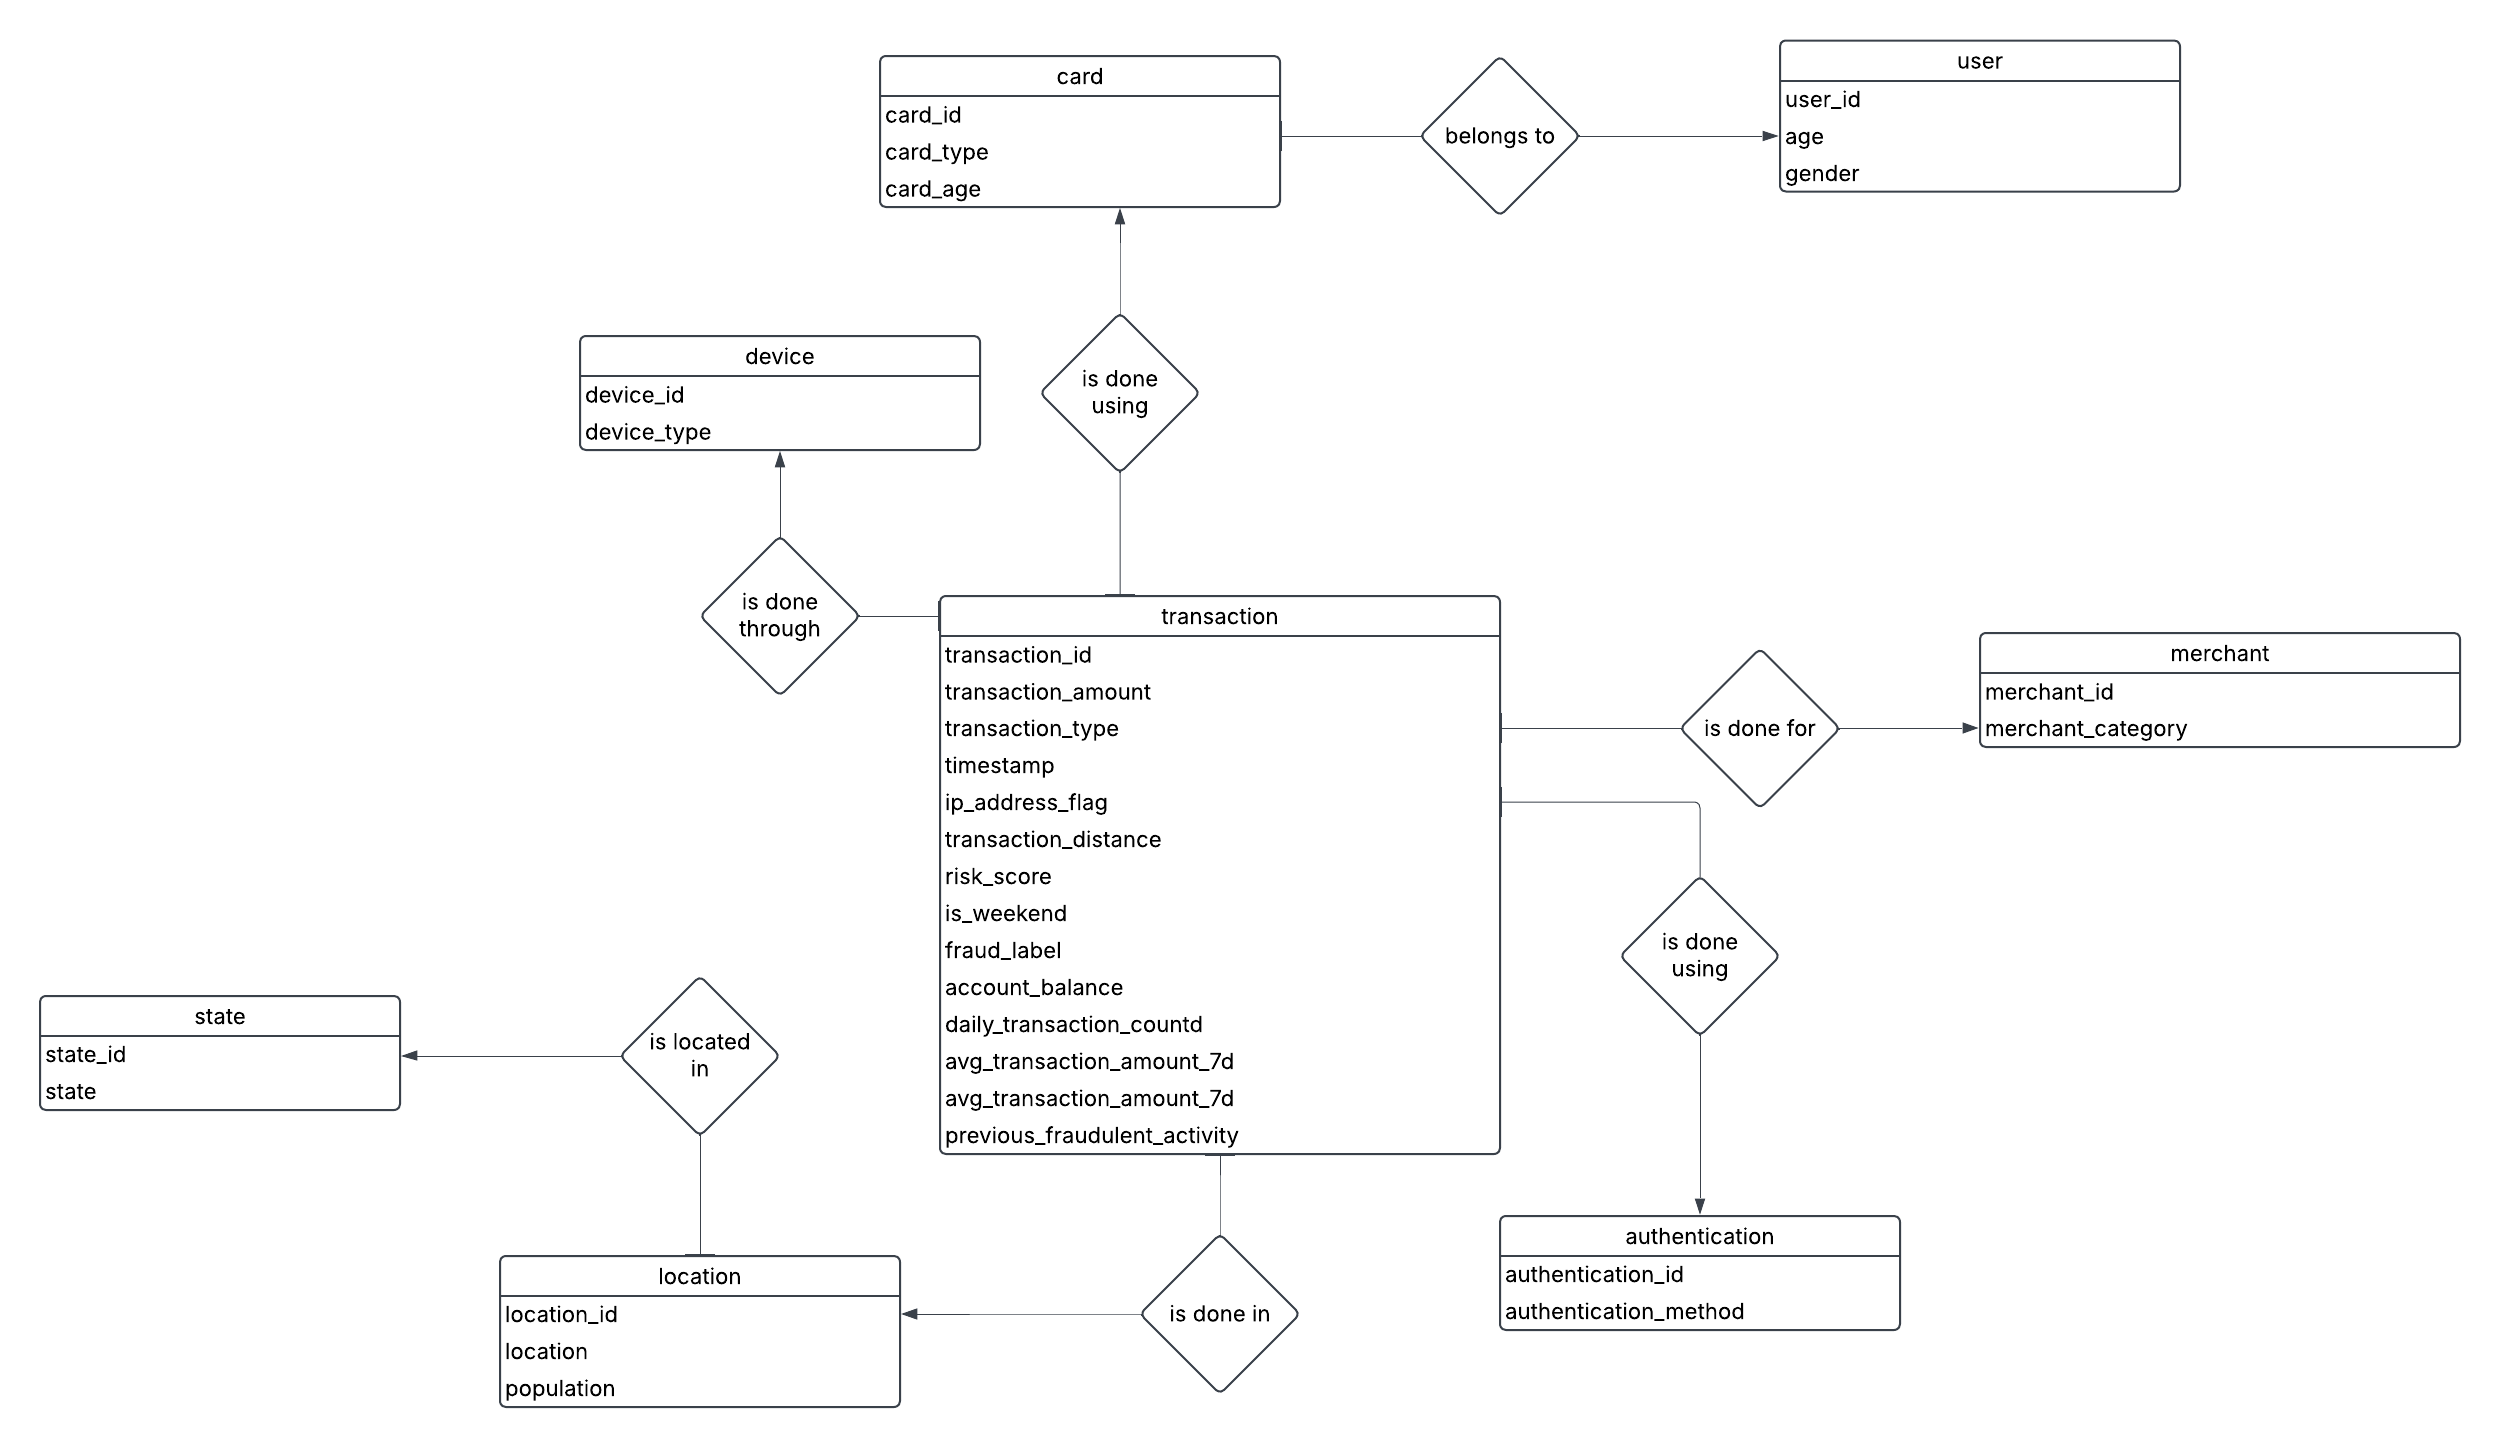 card
card_id
card_type
card_age
belongs to
user
user_id
age
gender
device
device_id
device_type
is done
using
is done
through
transaction
transaction_id
transaction_amount
transaction_type
timestamp
ip_address_flag
transaction_distance
risk_score
is_weekend
fraud_label
account_balance
daily_transaction_countd
avg_transaction_amount_7d
avg_transaction_amount_7d
previous_fraudulent_activity
is done for
merchant
merchant_id
merchant_category
is done
using
state
state_id
state
is located
in
location
location_id
location
population
is done in
authentication
authentication_id
authentication_method